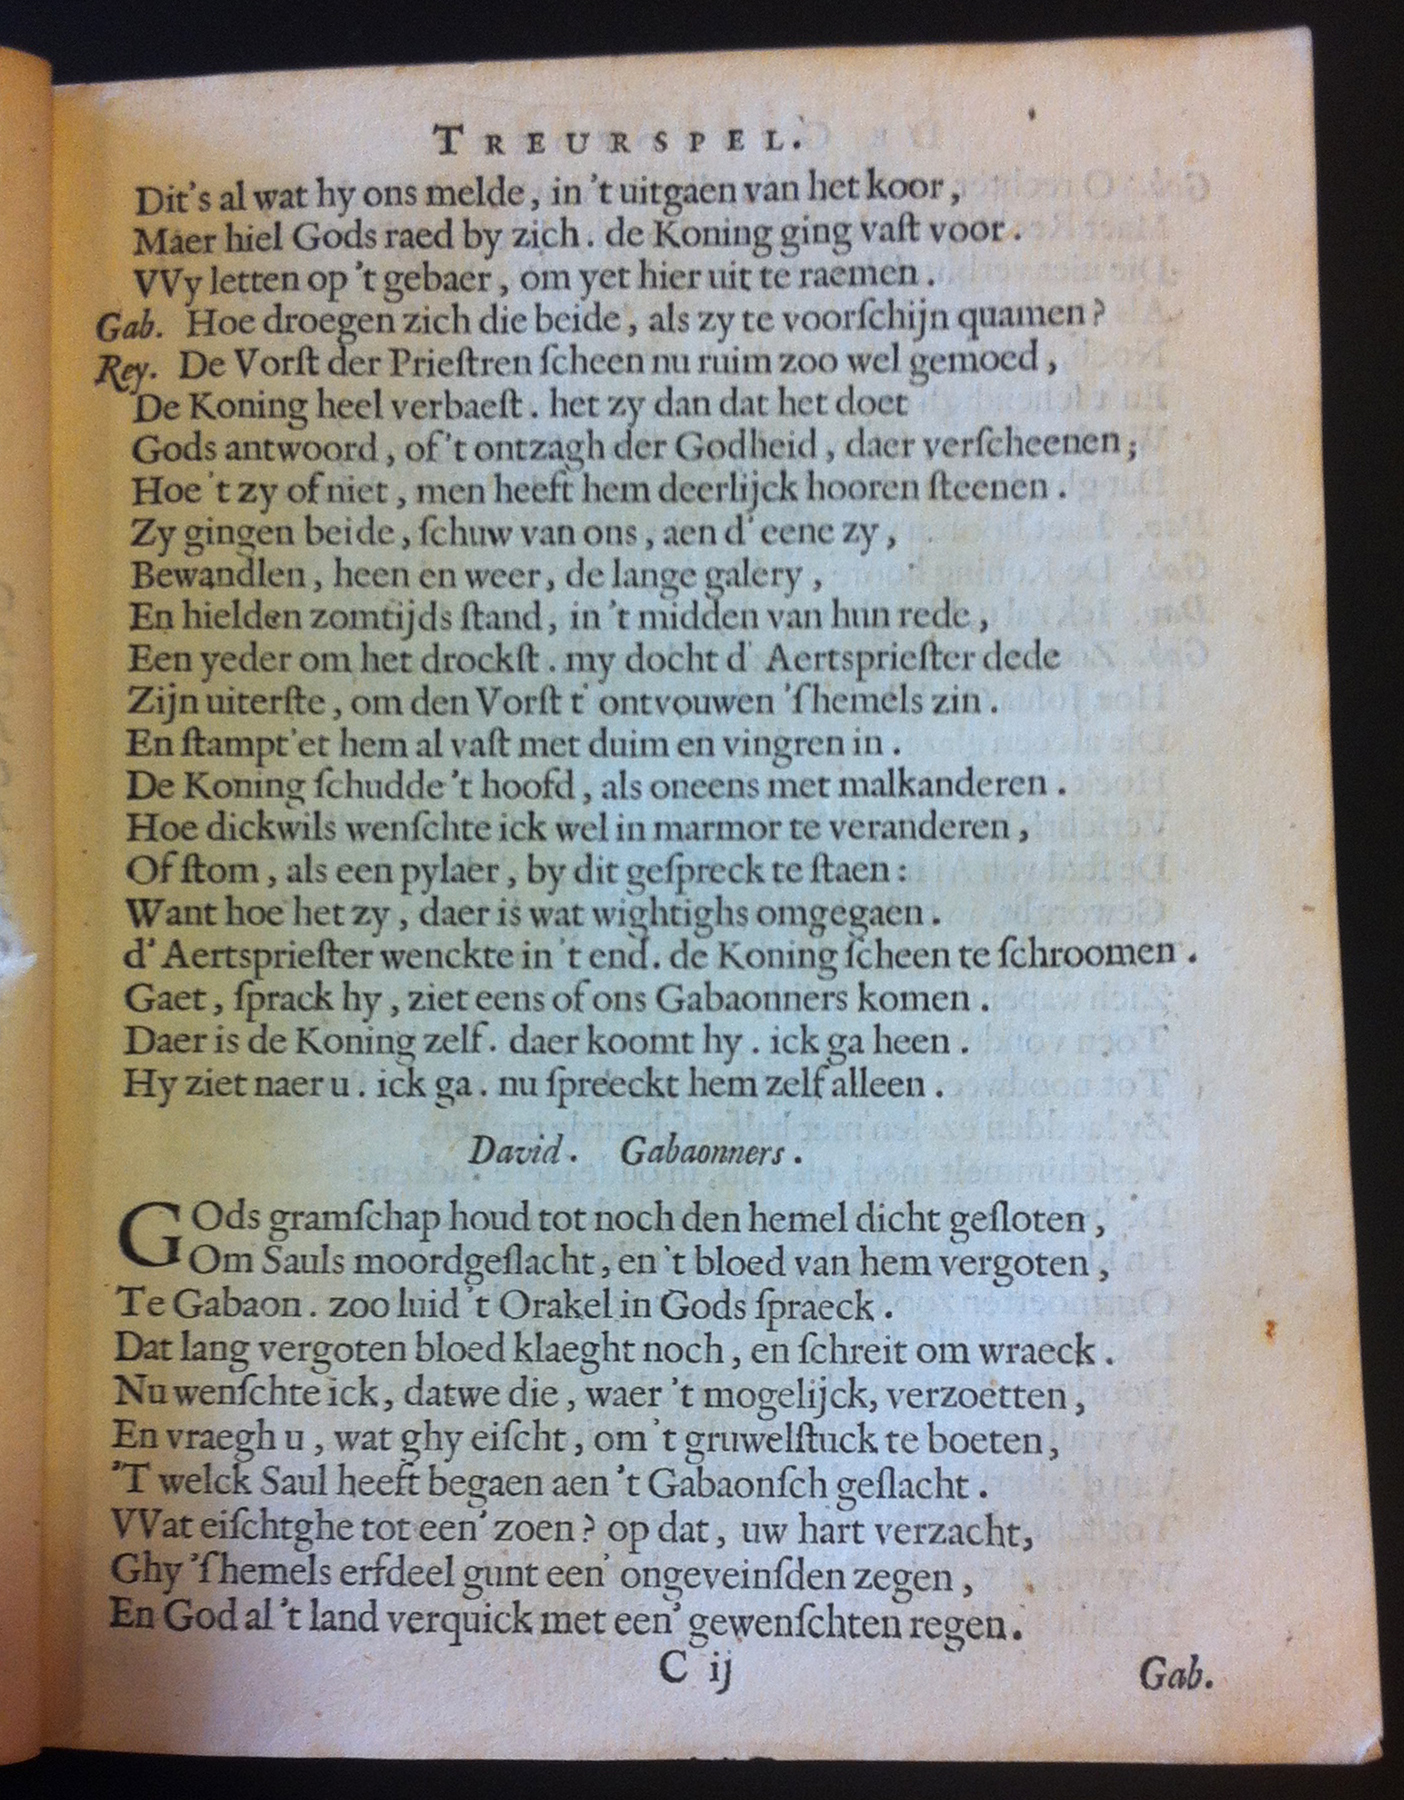 TREURSPEL.
Dit's al wat hy ons melde, in 't uitgaen van het koor,
Maer hiel Gods raed by zich. de Koning ging vaſt voor.
VVy letten op 't gebaer, om yet hier uit te raemen.
Gab. Hoe droegen zich die beide, als zy te voorſchijn quamen?
Rey. De Vorſt der Prieſtren ſcheen nu ruim zoo wel gemoed,
De Koning heel verbaeſt. het zy dan dat het doet
Gods antwoord, of 't ontzagh der Godheid, daer verſcheenen;
Hoe 't zy of niet, men heeft hem deerlijck hooren ſteenen.
Zy gingen beide, ſchuw van ons, aen d' eene zy,
Bewandlen, heen en weer, de lange galery,
En hielden zomtijds ſtand, in 't midden van hun rede,
Een yeder om het drockſt. my docht d' Aertsprieſter dede
Zijn uiterſte, om den Vorſt t' ontvouwen 'ſhemels zin.
En ſtampt'et hem al vaſt met duim en vingren in.
De Koning ſchudde 't hoofd, als oneens met malkanderen.
Hoe dickwils wenſchte ick wel in marmor te veranderen,
Of ſtom, als een pylaer, by dit geſpreck te ſtaen:
Want hoe het zy, daer is wat wightighs omgegaen.
d' Aertsprieſter wenckte in 't end. de Koning ſcheen te ſchroomen.
Gaet, ſprack hy, ziet eens of ons Gabaonners komen.
Daer is de Koning zelf. daer koomt hy. ick ga heen.
Hy ziet naer u. ick ga. nu ſpreeckt hem zelf alleen.
David. Gabaonners.
GOds gramſchap houd tot noch den hemel dicht geſloten,
Om Sauls moordgeſlacht, en 't bloed van hem vergoten,
Te Gabaon. zoo luid 't Orakel in Gods ſpraeck.
Dat lang vergoten bloed klaeght noch, en ſchreit om wraeck.
Nu wenſchte ick, datwe die, waer 't mogelijck, verzoetten,
En vraegh u, wat ghy eiſcht, om 't gruwelſtuck te boeten,
'T welck Saul heeft begaen aen 't Gabaonſch geſlacht.
VVat eiſchtghe tot een' zoen? op dat, uw hart verzacht,
Ghy 'ſhemels erfdeel gunt een' ongeveinſden zegen,
En God al 't land verquick met een' gewenſchten regen.
C ij
Gab.